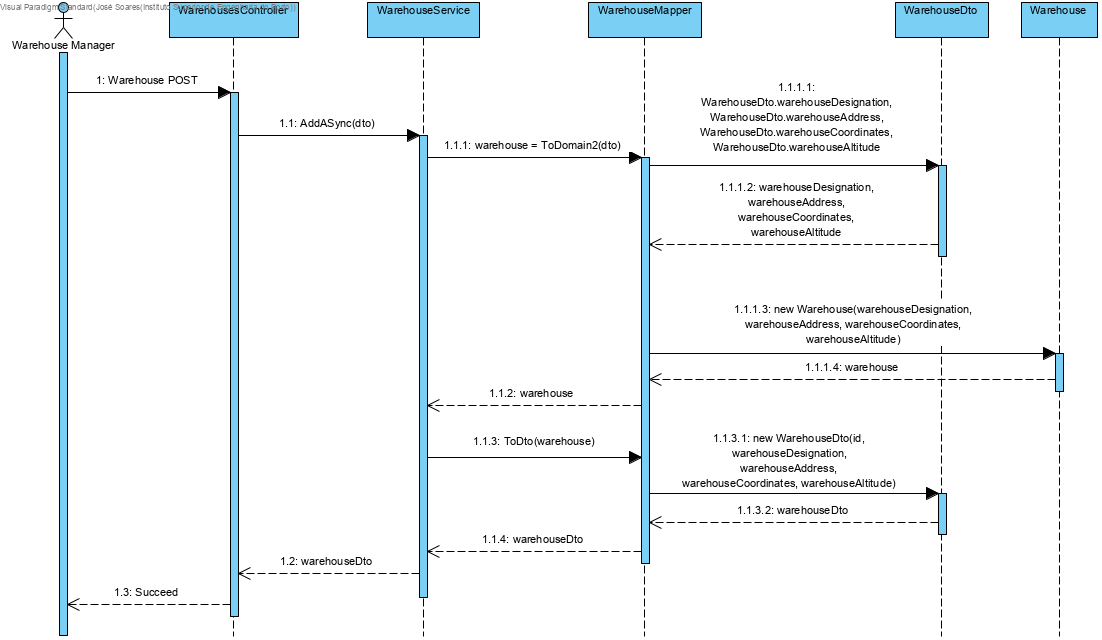 Visual Paradigm Standard(José Soares(Instituto Superior de Engenharia do Porto))
WarehousesController
WarehouseService
WarehouseMapper
WarehouseDto
Warehouse
Warehouse Manager
1: Warehouse POST
1.1: AddASync(dto)
1.1.1: warehouse = ToDomain2(dto)
1.1.1.1:
WarehouseDto.warehouseDesignation,
WarehouseDto.warehouseAddress,
WarehouseDto.warehouseCoordinates,
WarehouseDto.warehouseAltitude
1.1.1.2: warehouseDesignation,
warehouseAddress,
warehouseCoordinates,
warehouseAltitude
1.1.1.3: new Warehouse(warehouseDesignation,
warehouseAddress, warehouseCoordinates,
warehouseAltitude)
1.1.1.4: warehouse
1.1.2: warehouse
1.1.3: ToDto(warehouse)
1.1.3.1: new WarehouseDto(id,
warehouseDesignation,
warehouseAddress,
warehouseCoordinates, warehouseAltitude)
1.1.3.2: warehouseDto
1.1.4: warehouseDto
1.2: warehouseDto
1.3: Succeed